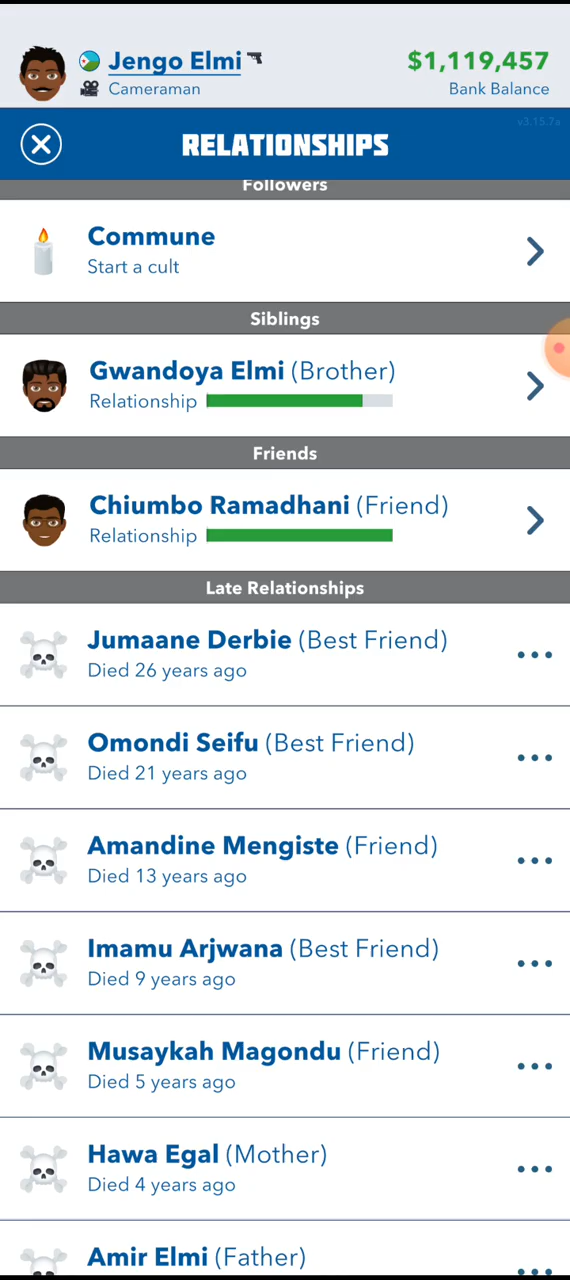 Jengo Elmi
$1,119,457
Cameraman
Bank Balance
v3.15.7a
RELATIONSHIPS
Followers
Commune
Start a cult
Siblings
Gwandoya Elmi (Brother)
Relationship
Friends
Chiumbo Ramadhani (Friend)
Relationship
Late Relationships
Jumaane Derbie (Best Friend)
Died 26 years ago
Omondi Seifu (Best Friend)
Died 21 years ago
Amandine Mengiste (Friend)
Died 13 years ago
Imamu Arjwana (Best Friend)
Died 9 years ago
Musaykah Magondu (Friend)
Died 5 years ago
Hawa Egal (Mother)
Died 4 years ago
Amir Elmi (Father)